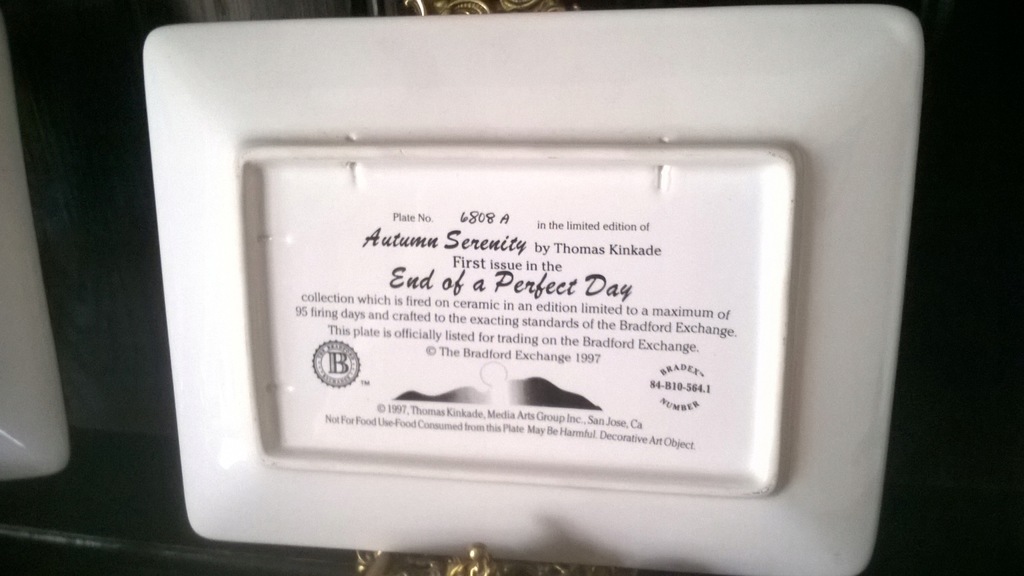 Plate No. 6808 A in the limited edition of
Autumn Serenity by Thomas Kinkade
First issue in the
End of a Perfect Day
collection which is fired on ceramic in an edition limited to a maximum of
95 firing days and crafted to the exacting standards of the Bradford Exchange.
This plate is officially listed for trading on the Bradford Exchange.
© The Bradford Exchange 1997
B ™
BRADEX™
84-B10-564.1
NUMBER
© 1997, Thomas Kinkade, Media Arts Group Inc., San Jose, Ca
Not For Food Use-Food Consumed from this Plate May Be Harmful. Decorative Art Object.